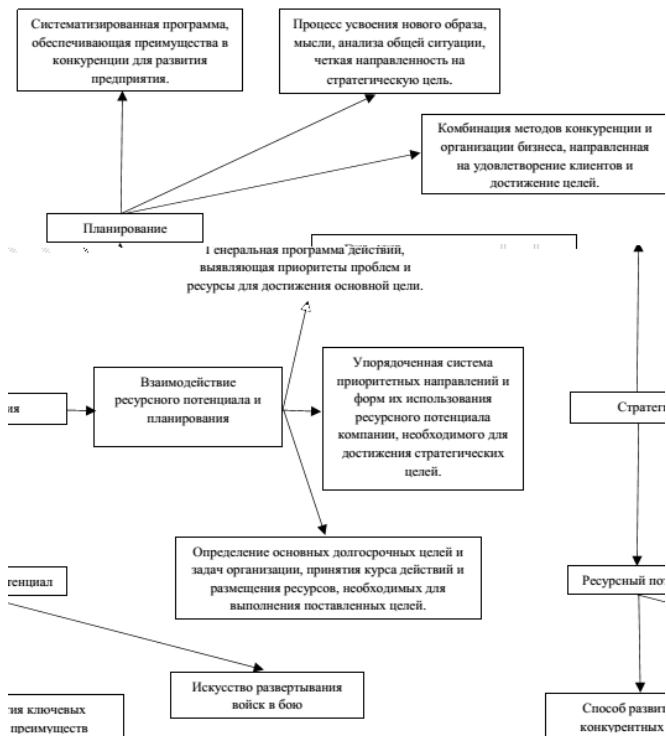 Систематизированная программа,
обеспечивающая преимущества в
конкуренции для развития
предприятия.
Процесс усвоения нового образа,
мысли, анализа общей ситуации,
четкая направленность на
стратегическую цель.
Комбинация методов конкуренции и
организации бизнеса, направленная
на удовлетворение клиентов и
достижение целей.
Планирование
Генеральная программа действий,
выявляющая приоритеты проблем и
ресурсы для достижения основной цели.
Взаимодействие
ресурсного потенциала и
планирования
Упорядоченная система
приоритетных направлений и
форм их использования
ресурсного потенциала
компании, необходимого для
достижения стратегических
целей.
ия
Стратеги
Определение основных долгосрочных целей и
задач организации, принятия курса действий и
размещения ресурсов, необходимых для
выполнения поставленных целей.
тенциал
Ресурсный пот
Искусство развертывания
войск в бою
тия ключевых
преимуществ
Способ развит
конкурентных